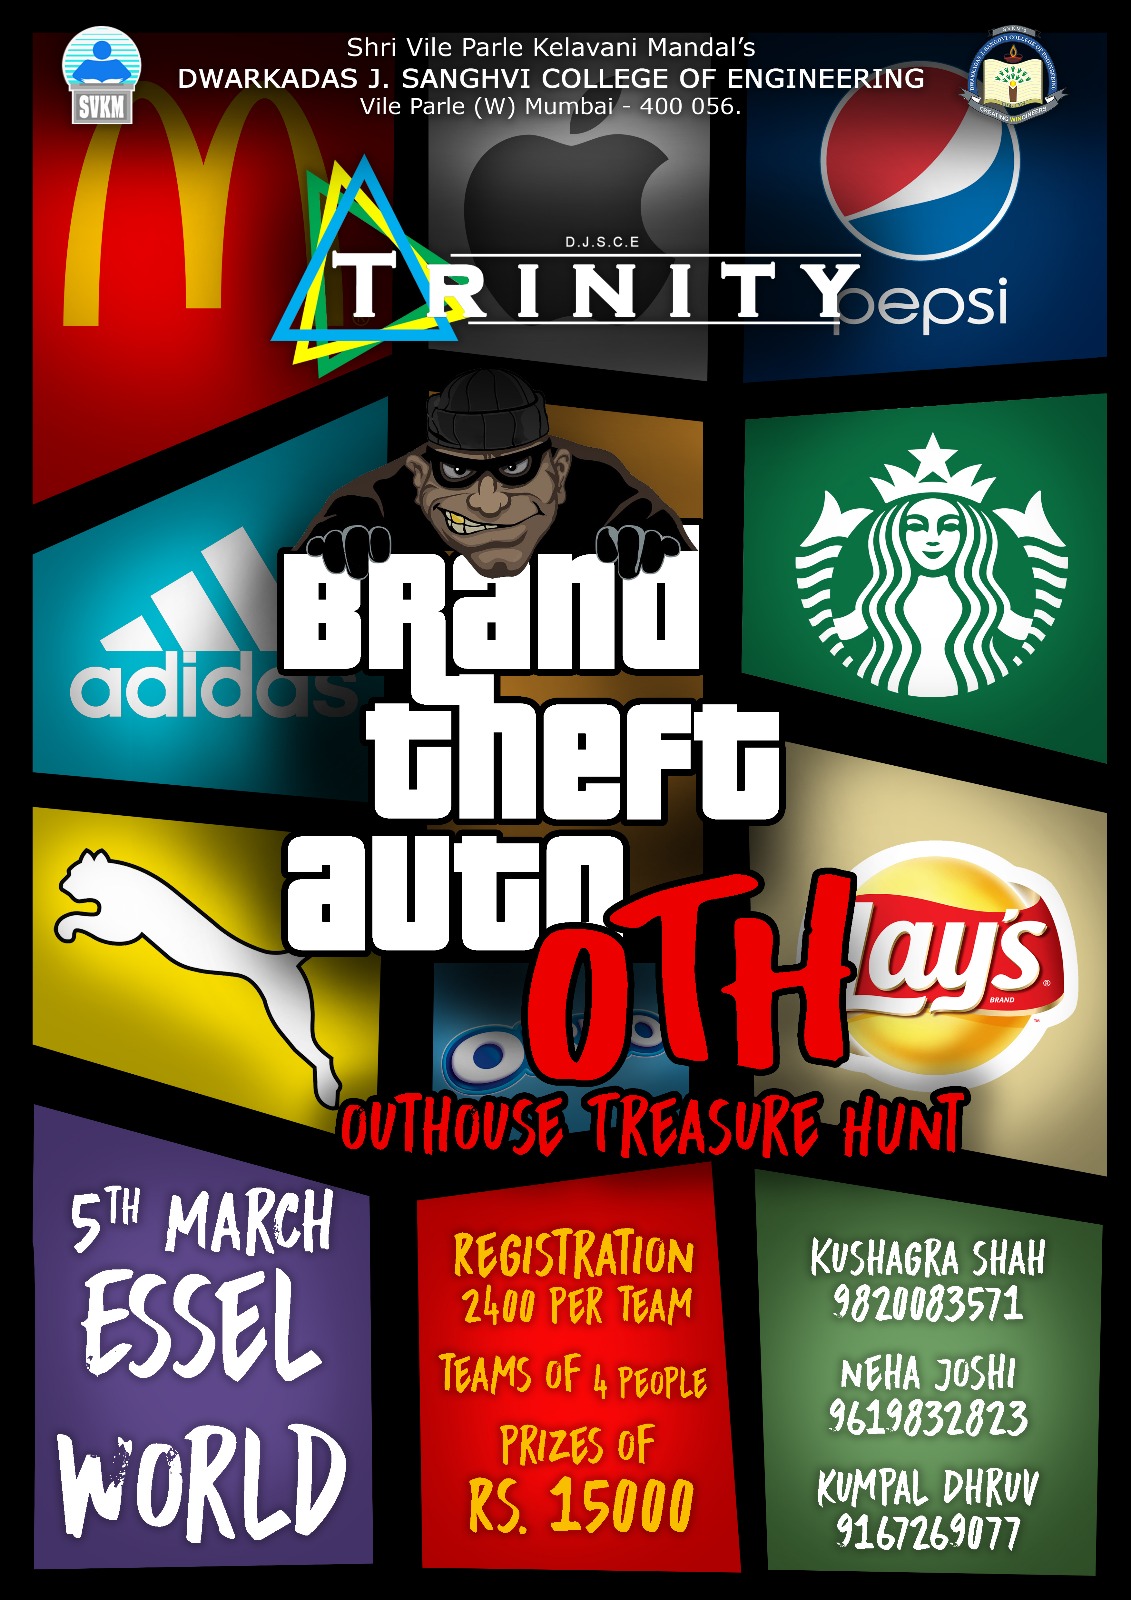 Shri Vile Parle Kelavani Mandal's
DWARKADAS J. SANGHVI COLLEGE OF ENGINEERING
Vile Parle (W) Mumbai - 400 056.
SVKM
D.J.S.C.E
TRINITY
pepsi
adidas
BRand
theft
auto
OTH
Lay's
BRAND
OUTHOUSE TREASURE HUNT
5TH MARCH
ESSEL
WORLD
REGISTRATION
2400 PER TEAM
TEAMS OF 4 PEOPLE
PRIZES OF
RS. 15000
KUSHAGRA SHAH
9820083571
NEHA JOSHI
9619832823
KUMPAL DHRUV
9167269077